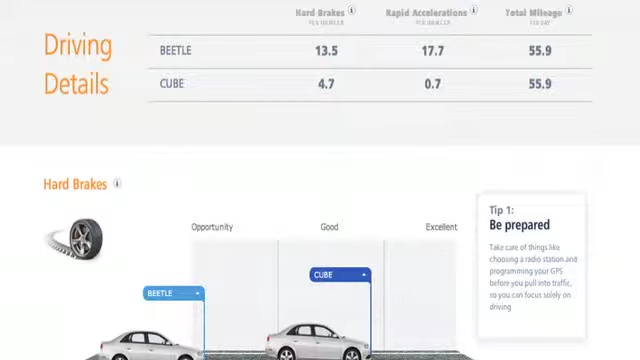 Hard Brakes Rapid Accelerations Total Mileage
Driving
BEETLE 13.5 17.7 55.9
Details
CUBE 4.7 0.7 55.9
Hard Brakes
Opportunity Good Excellent
BEETLE
CUBE
Tip 1:
Be prepared
Take care of things like
choosing a radio station and
programming your GPS
before you pull into traffic,
so you can focus solely on
driving